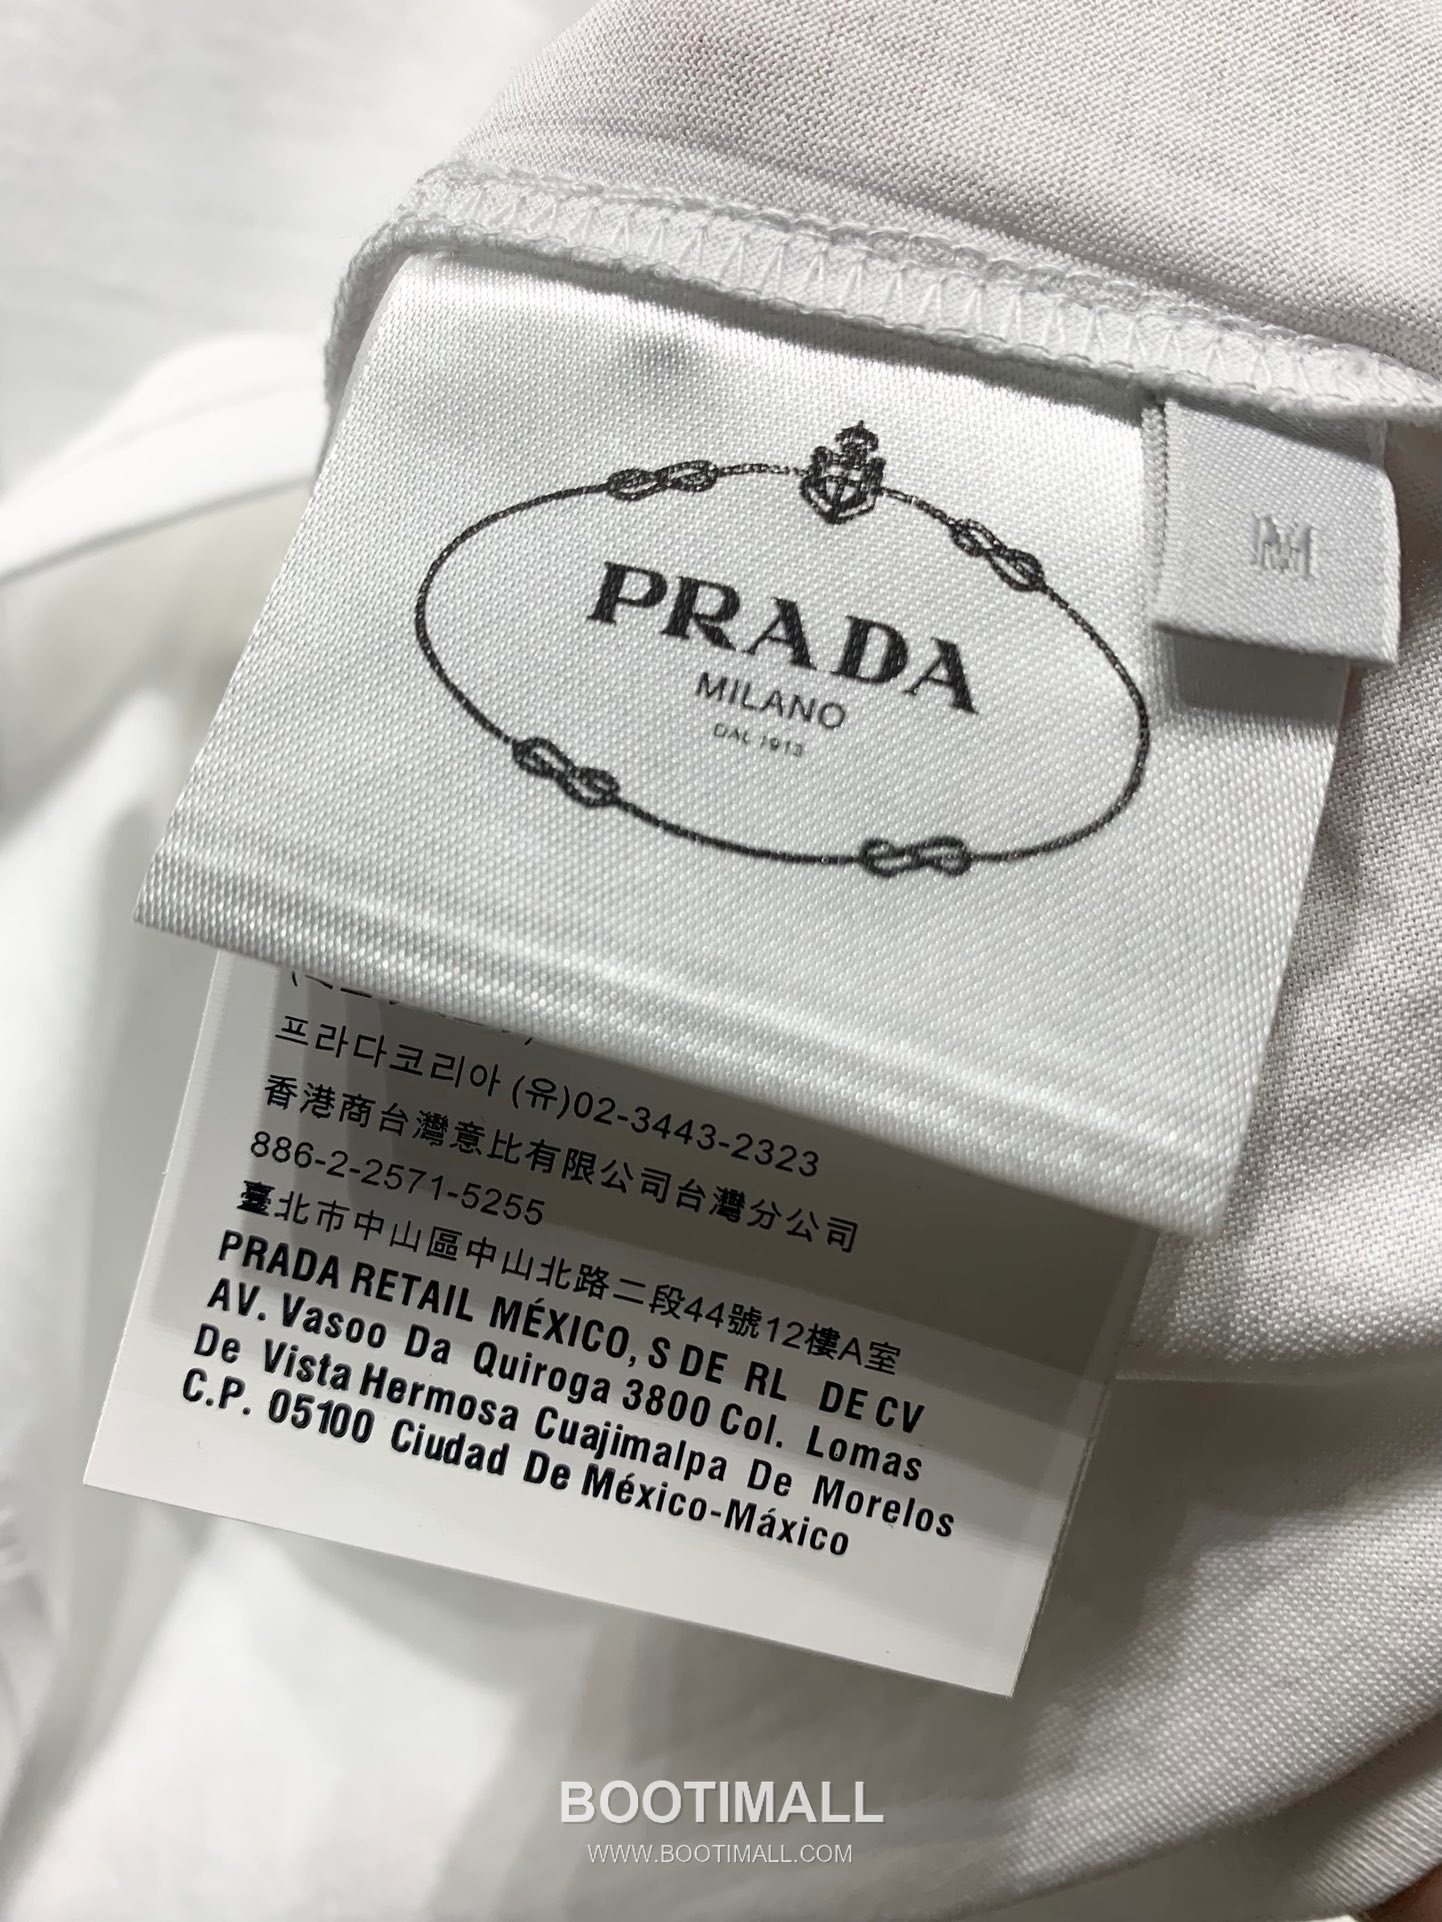 PRADA
MILANO
DAL 1913
M
프라다코리아 (유)02-3443-2323
香港商台灣意比有限公司台灣分公司
886-2-2571-5255
臺北市中山區中山北路二段44號12樓A室
PRADA RETAIL MÉXICO, S DE RL DE CV
AV. Vasoo Da Quiroga 3800 Col. Lomas
De Vista Hermosa Cuajimalpa De Morelos
C.P. 05100 Ciudad De México-Máxico
BOOTIMALL
WWW.BOOTIMALL.COM